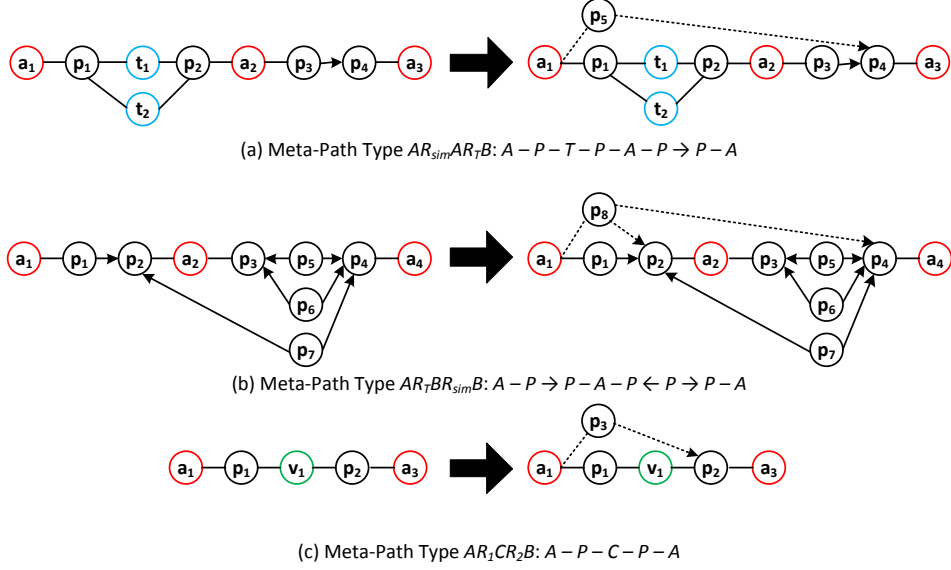 p5
a1 p1 t1 p2 a2 p3 p4 a3 a1 p1 t1 p2 a2 p3 p4 a3
t2 t2
(a) Meta-Path Type ARsimARTB: A – P – T – P – A – P → P – A
p8
a1 p1 p2 a2 p3 p5 p4 a4 a1 p1 p2 a2 p3 p5 p4 a4
p6 p6
p7 p7
(b) Meta-Path Type ARTBRsimB: A – P → P – A – P ← P → P – A
p3
a1 p1 v1 p2 a3 a1 p1 v1 p2 a3
(c) Meta-Path Type AR1CR2B: A – P – C – P – A